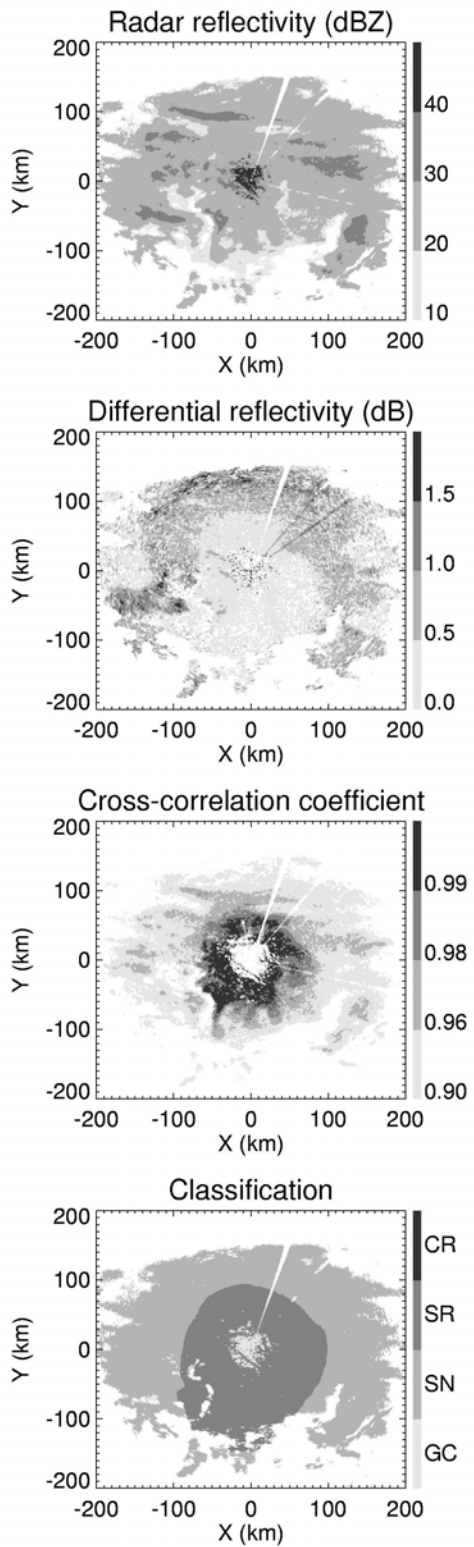 Radar reflectivity (dBZ)
200
100
0
-100
-200
Y (km)
-200 -100 0 100 200
X (km)
40
30
20
10
Differential reflectivity (dB)
200
100
0
-100
-200
Y (km)
-200 -100 0 100 200
X (km)
1.5
1.0
0.5
0.0
Cross-correlation coefficient
200
100
0
-100
-200
Y (km)
-200 -100 0 100 200
X (km)
0.99
0.98
0.96
0.90
Classification
200
100
0
-100
-200
Y (km)
-200 -100 0 100 200
X (km)
CR
SR
SN
GC